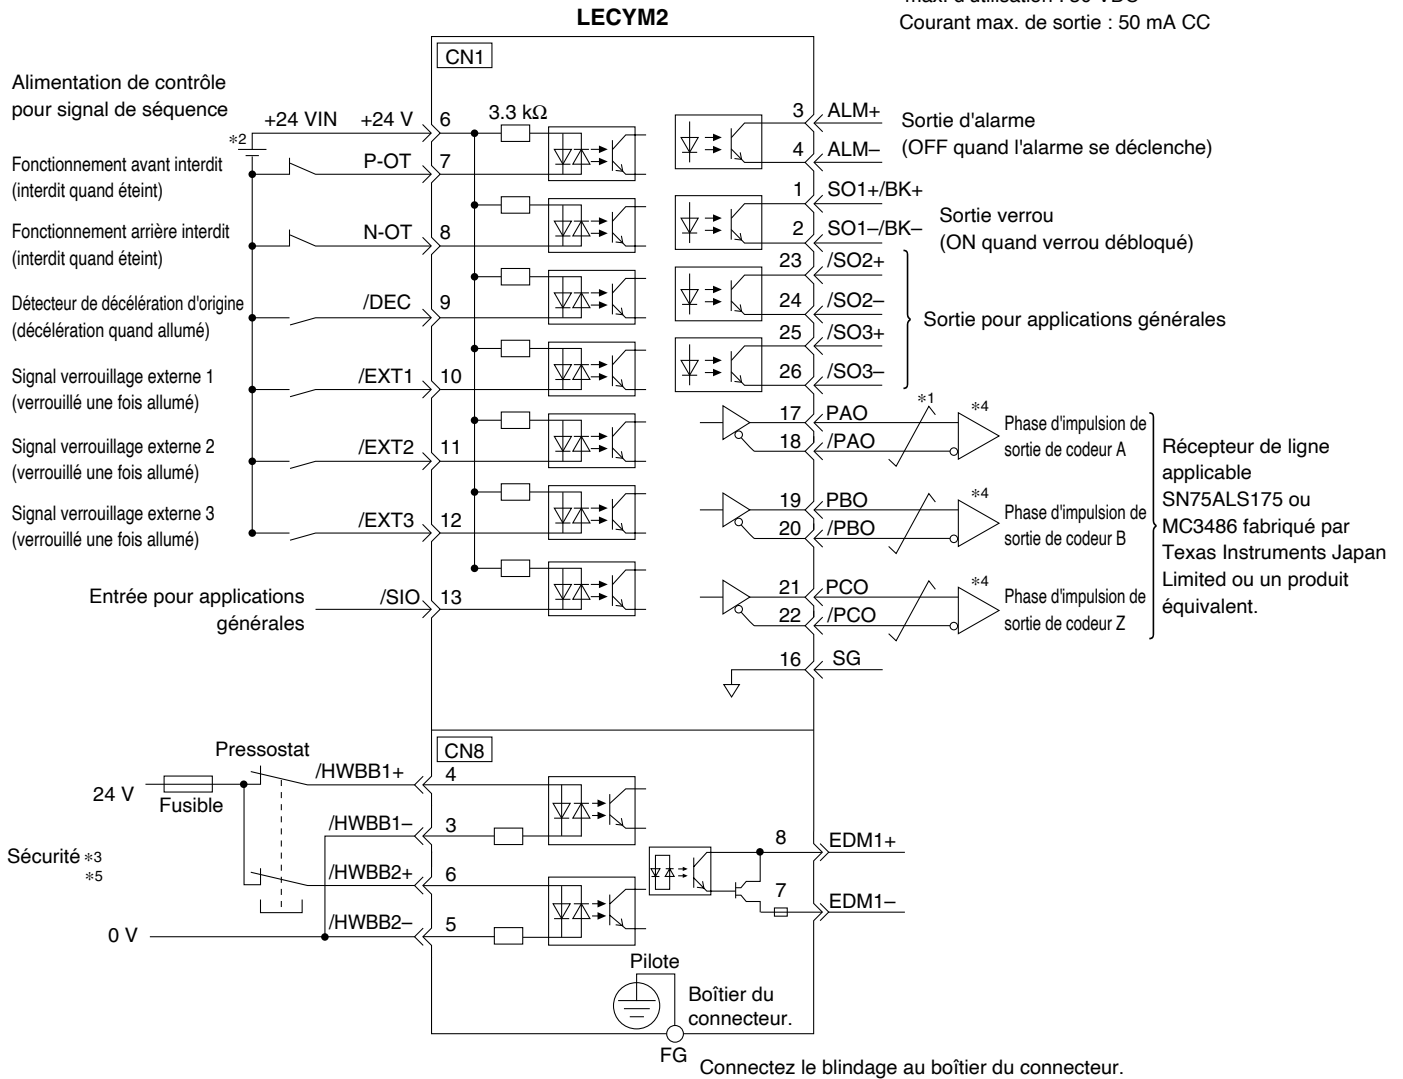 max. d'utilisation : 30 VDC
Courant max. de sortie : 50 mA CC
LECYM2
CN1
Alimentation de contrôle
pour signal de séquence
+24 VIN
+24 V
6
3.3 kΩ
*2
Fonctionnement avant interdit
(interdit quand éteint)
P-OT
7
Fonctionnement arrière interdit
(interdit quand éteint)
N-OT
8
Détecteur de décélération d'origine
(décélération quand allumé)
/DEC
9
Signal verrouillage externe 1
(verrouillé une fois allumé)
/EXT1
10
Signal verrouillage externe 2
(verrouillé une fois allumé)
/EXT2
11
Signal verrouillage externe 3
(verrouillé une fois allumé)
/EXT3
12
Entrée pour applications
générales
/SIO
13
3
ALM+
4
ALM–
Sortie d'alarme
(OFF quand l'alarme se déclenche)
1
SO1+/BK+
2
SO1–/BK–
Sortie verrou
(ON quand verrou débloqué)
23
/SO2+
24
/SO2–
25
/SO3+
26
/SO3–
Sortie pour applications générales
17
PAO
18
/PAO
*1
*4
Phase d'impulsion de
sortie de codeur A
19
PBO
20
/PBO
*4
Phase d'impulsion de
sortie de codeur B
21
PCO
22
/PCO
*4
Phase d'impulsion de
sortie de codeur Z
Récepteur de ligne
applicable
SN75ALS175 ou
MC3486 fabriqué par
Texas Instruments Japan
Limited ou un produit
équivalent.
16
SG
CN8
Pressostat
24 V
Fusible
/HWBB1+
4
/HWBB1–
3
Sécurité *3
*5
/HWBB2+
6
/HWBB2–
5
0 V
8
EDM1+
7
EDM1–
Pilote
Boîtier du
connecteur.
FG
Connectez le blindage au boîtier du connecteur.